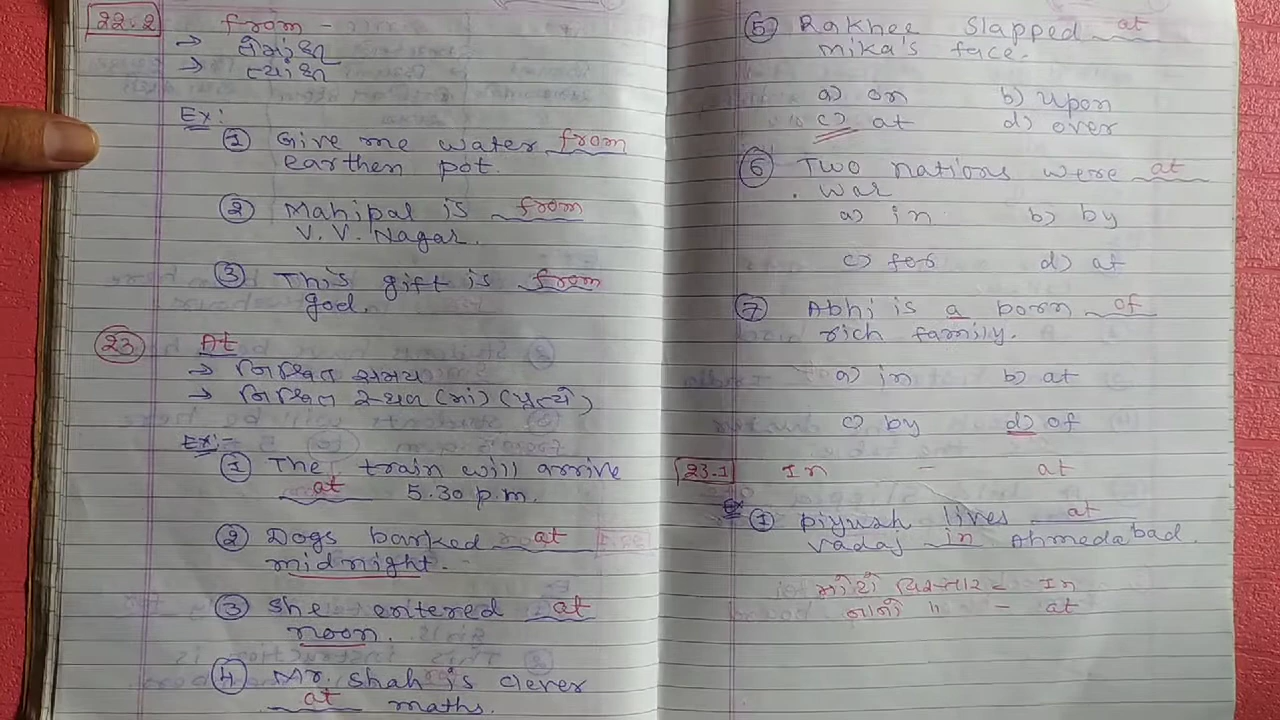 22.2 from -
→ માંથી
→ ત્યાંથી
Ex:
① Give me water from
earthen pot.
② Mahipal is from
V.V. Nagar.
③ This gift is from
god.
23 At
→ નિશ્ચિત સમય
→ નિશ્ચિત સ્થળ (માં) (પ્રત્યે)
Ex:-
① The train will arrive
at 5.30 p.m.
② Dogs barked at
midnight.
③ She entered at
noon.
④ Mr. Shah is clever
at maths.
⑤ Rakhee slapped at
mika's face.
a) on b) Upon
c) at d) over
⑥ Two nations were at
war
a) in b) by
c) for d) at
⑦ Abhi is a born of
rich family.
a) in b) at
c) by d) of
23.1 In - at
Ex ① Piyush lives at
Vadaj in Ahmedabad.
મોટો વિસ્તાર = In
નાનો " - at